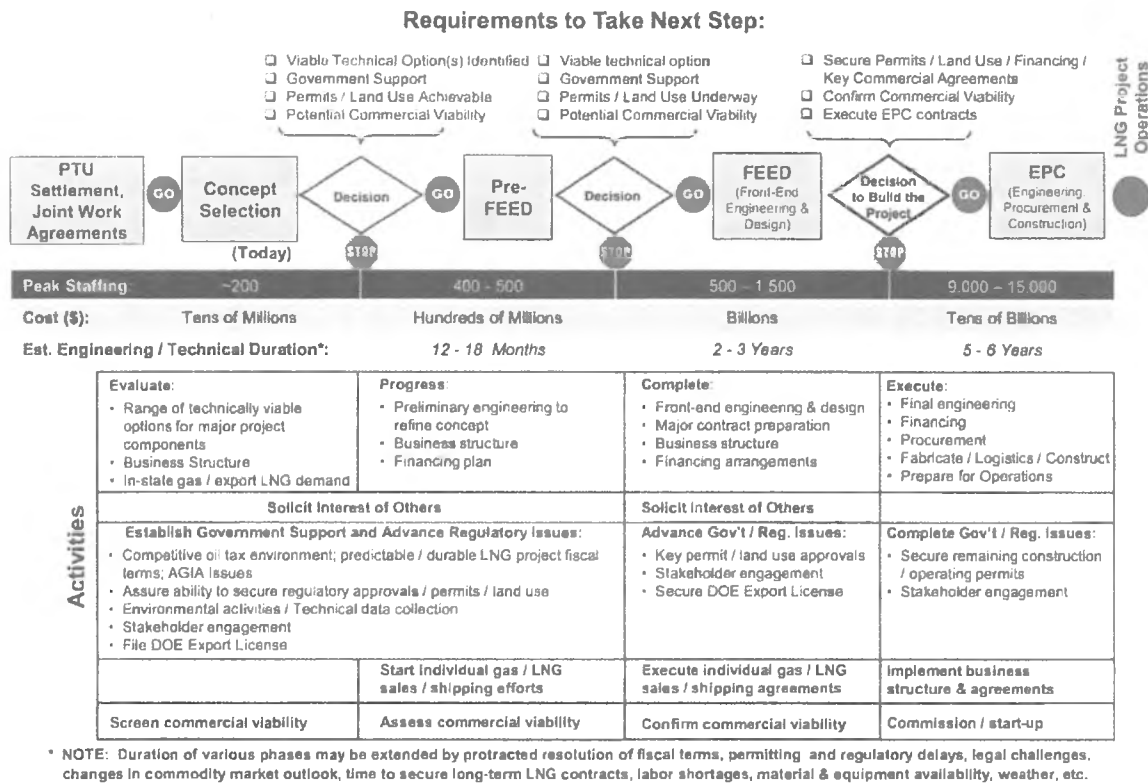 Requirements to Take Next Step:
❑ Viable Technical Option(s) Identified
❑ Government Support
❑ Permits / Land Use Achievable
❑ Potential Commercial Viability
❑ Viable technical option
❑ Government Support
❑ Permits / Land Use Underway
❑ Potential Commercial Viability
❑ Secure Permits / Land Use / Financing /
Key Commercial Agreements
❑ Confirm Commercial Viability
❑ Execute EPC contracts
LNG Project
Operations
PTU
Settlement,
Joint Work
Agreements
GO
Concept
Selection
(Today)
Decision
STOP
GO
Pre-
FEED
Decision
STOP
GO
FEED
(Front-End
Engineering &
Design)
Decision
to Build the
Project
STOP
GO
EPC
(Engineering,
Procurement &
Construction)
Peak Staffing ~200 400 - 500 500 – 1 500 9,000 – 15,000
Cost ($): Tens of Millions Hundreds of Millions Billions Tens of Billions
Est. Engineering / Technical Duration*: 12 - 18 Months 2 - 3 Years 5 - 6 Years
Activities
Evaluate:
• Range of technically viable
options for major project
components
• Business Structure
• In-state gas / export LNG demand
Progress:
• Preliminary engineering to
refine concept
• Business structure
• Financing plan
Complete:
• Front-end engineering & design
• Major contract preparation
• Business structure
• Financing arrangements
Execute:
• Final engineering
• Financing
• Procurement
• Fabricate / Logistics / Construct
• Prepare for Operations
Solicit Interest of Others
Solicit Interest of Others
Establish Government Support and Advance Regulatory Issues:
• Competitive oil tax environment; predictable / durable LNG project fiscal
terms; AGIA Issues
• Assure ability to secure regulatory approvals / permits / land use
• Environmental activities / Technical data collection
• Stakeholder engagement
• File DOE Export License
Advance Gov't / Reg. Issues:
• Key permit / land use approvals
• Stakeholder engagement
• Secure DOE Export License
Complete Gov't / Reg. Issues:
• Secure remaining construction
/ operating permits
• Stakeholder engagement
Start individual gas / LNG
sales / shipping efforts
Execute individual gas / LNG
sales / shipping agreements
Implement business
structure & agreements
Screen commercial viability
Assess commercial viability
Confirm commercial viability
Commission / start-up
* NOTE: Duration of various phases may be extended by protracted resolution of fiscal terms, permitting and regulatory delays, legal challenges,
changes in commodity market outlook, time to secure long-term LNG contracts, labor shortages, material & equipment availability, weather, etc.